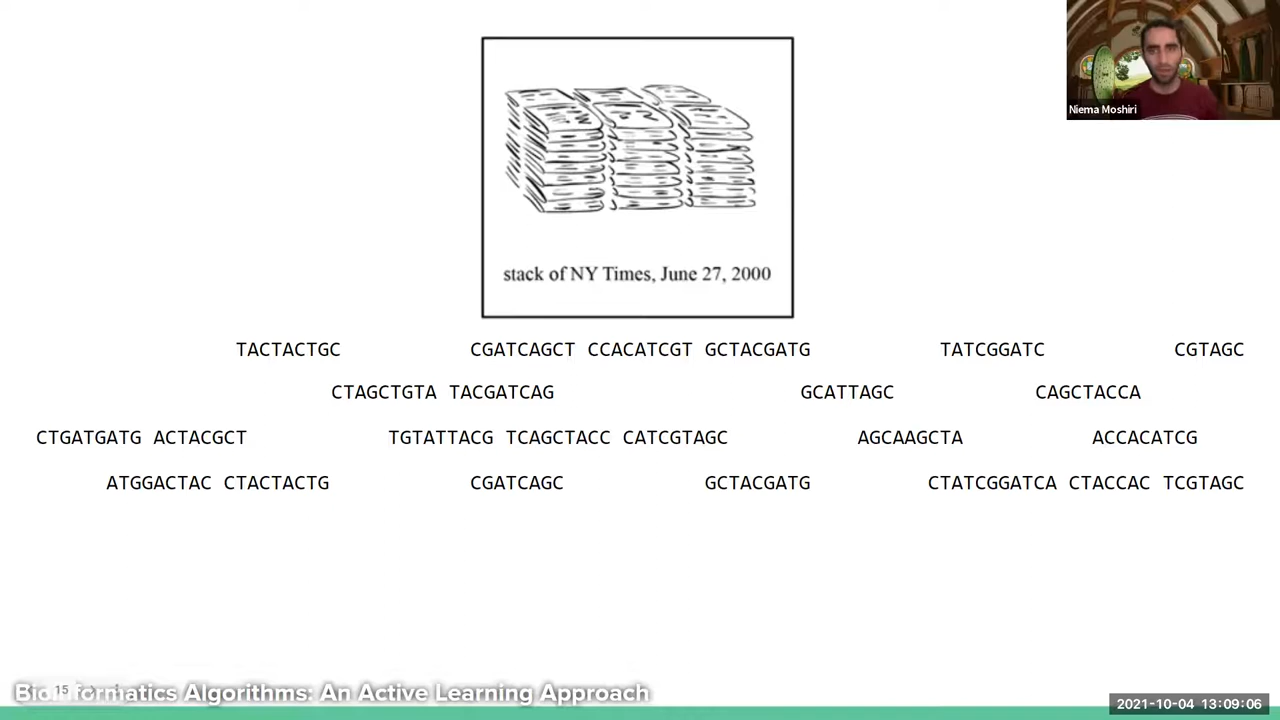 Niema Moshiri
stack of NY Times, June 27, 2000
TACTACTGC CGATCAGCT CCACATCGT GCTACGATG TATCGGATC CGTAGC
CTAGCTGTA TACGATCAG GCATTAGC CAGCTACCA
CTGATGATG ACTACGCT TGTATTACG TCAGCTACC CATCGTAGC AGCAAGCTA ACCACATCG
ATGGACTAC CTACTACTG CGATCAGC GCTACGATG CTATCGGATCA CTACCAC TCGTAGC
15
Bioinformatics Algorithms: An Active Learning Approach
2021-10-04 13:09:06